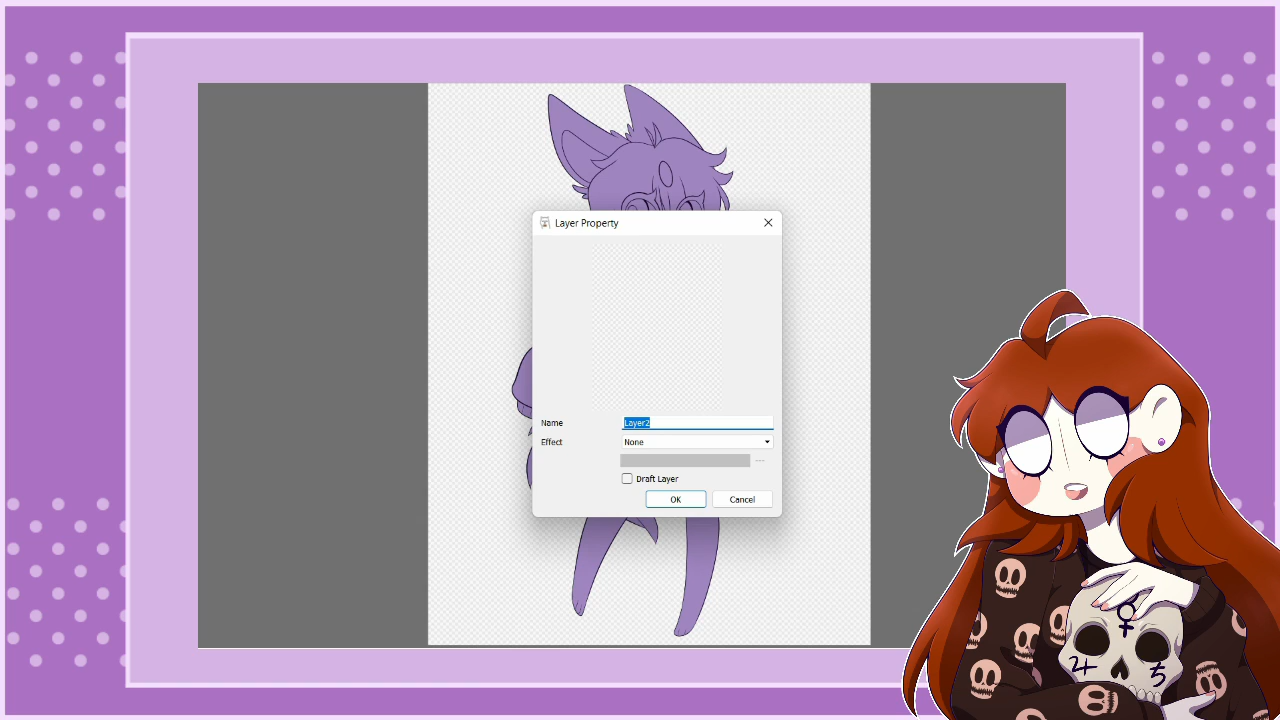 Layer Property
Name
Layer2
Effect
None
Draft Layer
OK
Cancel